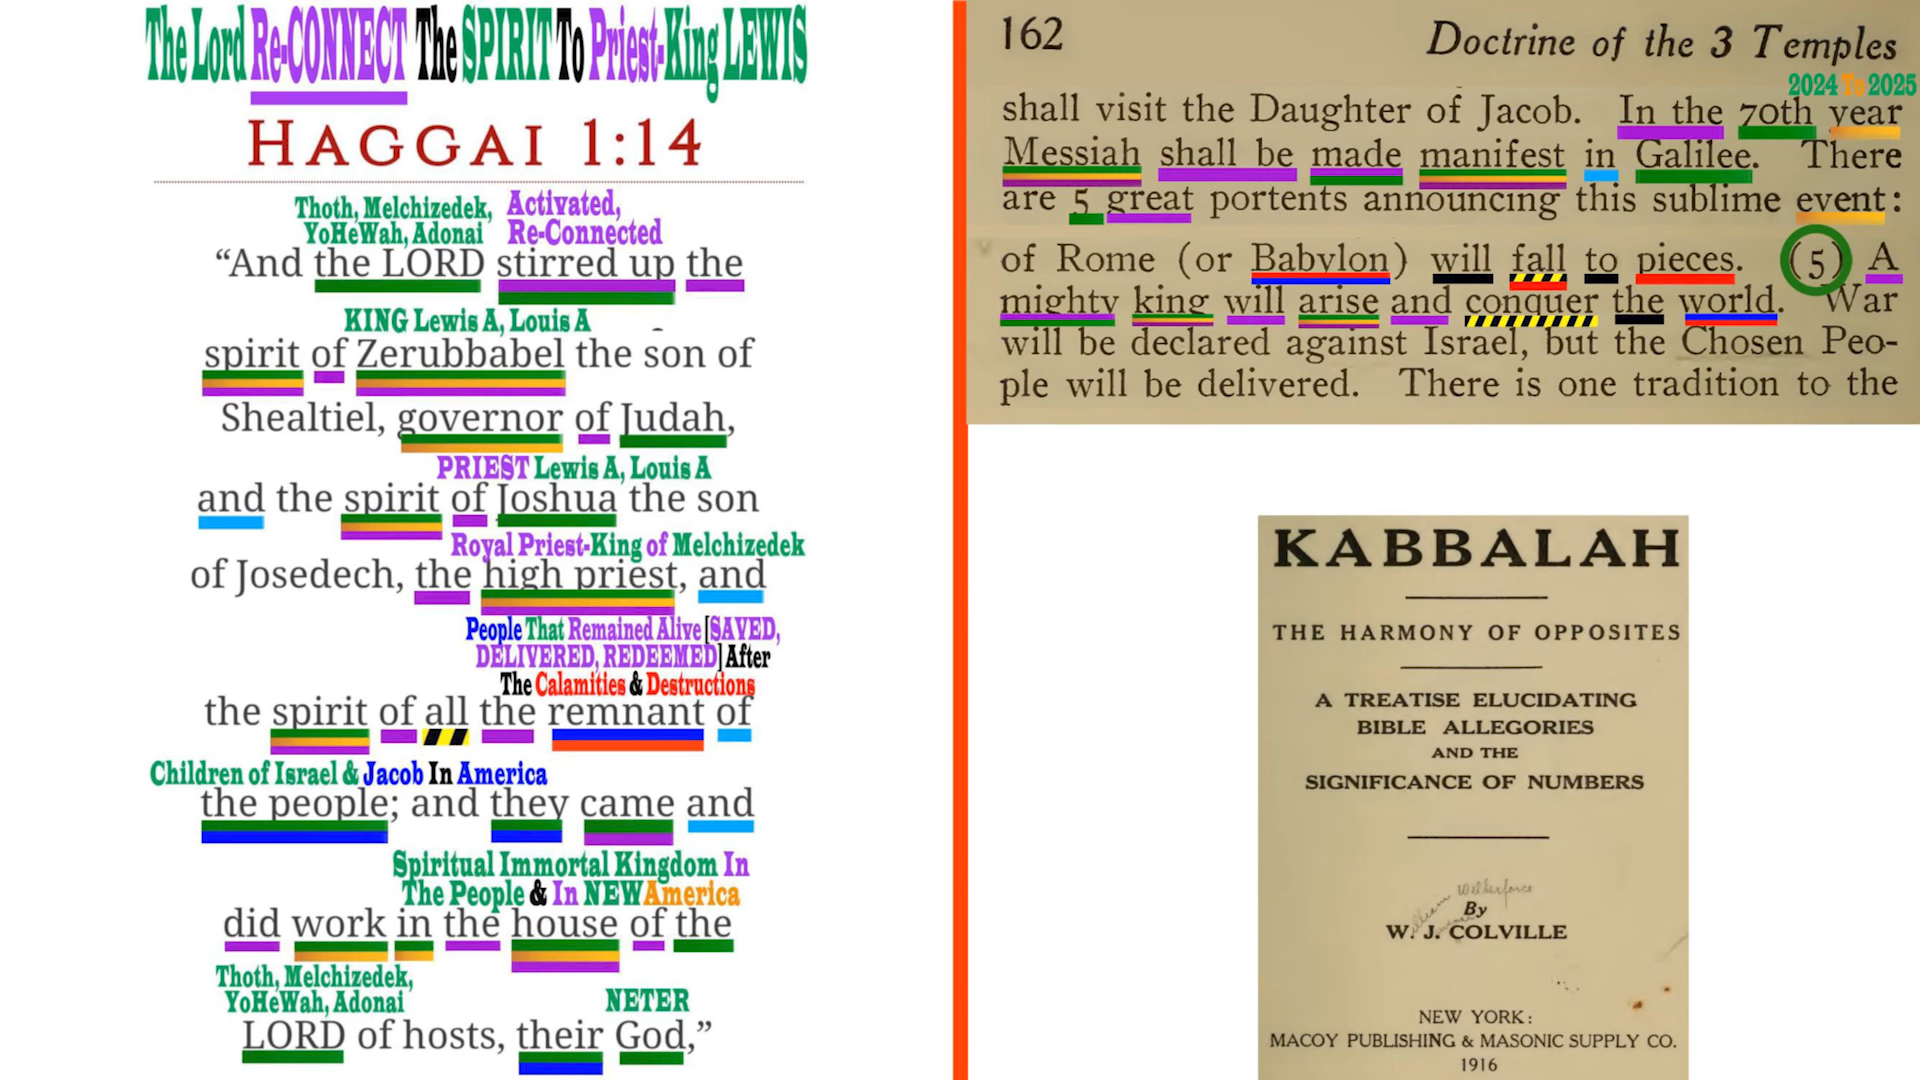 The Lord Re-CONNECT The SPIRIT To Priest-King LEWIS
HAGGAI 1:14
Thoth, Melchizedek, Activated,
YoHeWah, Adonai Re-Connected
“And the LORD stirred up the
KING Lewis A, Louis A
spirit of Zerubbabel the son of
Shealtiel, governor of Judah,
PRIEST Lewis A, Louis A
and the spirit of Joshua the son
Royal Priest-King of Melchizedek
of Josedech, the high priest, and
People That Remained Alive [SAVED,
DELIVERED, REDEEMED] After
The Calamities & Destructions
the spirit of all the remnant of
Children of Israel & Jacob In America
the people; and they came and
Spiritual Immortal Kingdom In
The People & In NEW America
did work in the house of the
Thoth, Melchizedek,
YoHeWah, Adonai NETER
LORD of hosts, their God,”
162 Doctrine of the 3 Temples
2024 To 2025
shall visit the Daughter of Jacob. In the 70th year
Messiah shall be made manifest in Galilee. There
are 5 great portents announcing this sublime event:
of Rome (or Babylon) will fall to pieces. (5) A
mighty king will arise and conquer the world. War
will be declared against Israel, but the Chosen Peo-
ple will be delivered. There is one tradition to the
KABBALAH
THE HARMONY OF OPPOSITES
A TREATISE ELUCIDATING
BIBLE ALLEGORIES
AND THE
SIGNIFICANCE OF NUMBERS
Wilberforce
By
W. J. COLVILLE
NEW YORK:
MACOY PUBLISHING & MASONIC SUPPLY CO.
1916